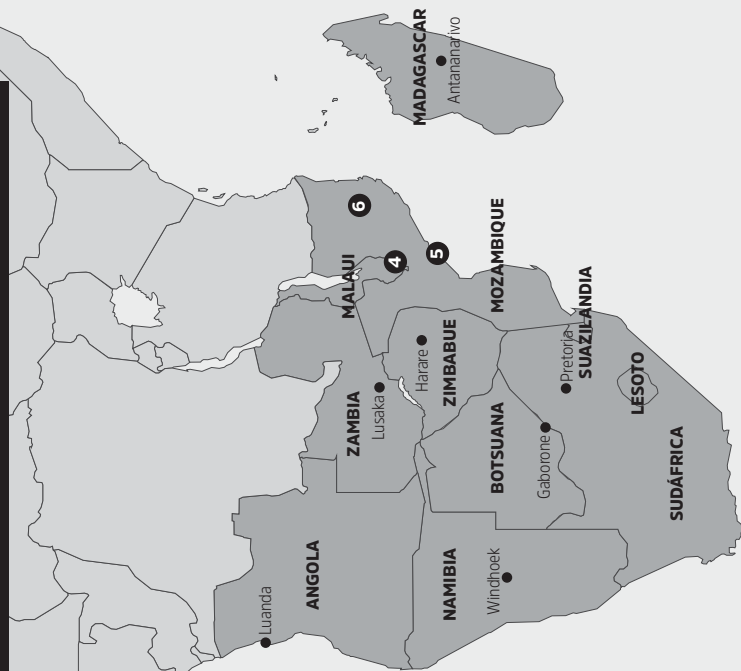 MADAGASCAR
Antananarivo
6
4
5
MALAUI
MOZAMBIQUE
ZAMBIA
Lusaka
Harare
ZIMBABUE
SUAZILANDIA
Pretoria
LESOTO
BOTSUANA
Gaborone
SUDÁFRICA
ANGOLA
Luanda
NAMIBIA
Windhoek